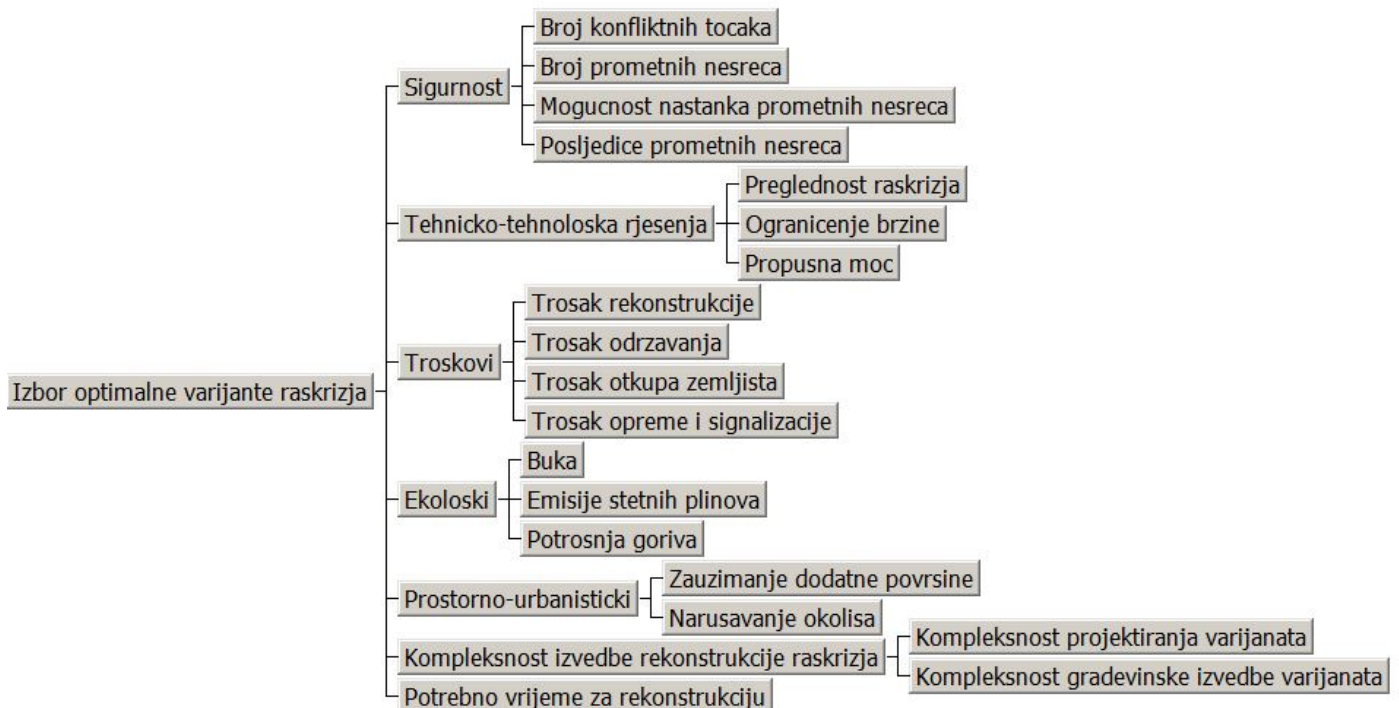 Broj konfliktnih tocaka
Broj prometnih nesreca
Sigurnost
Mogucnost nastanka prometnih nesreca
Posljedice prometnih nesreca
Preglednost raskrizja
Tehnicko-tehnoloska rjesenja
Ogranicenje brzine
Propusna moc
Trosak rekonstrukcije
Trosak odrzavanja
Troskovi
Trosak otkupa zemljista
Izbor optimalne varijante raskrizja
Trosak opreme i signalizacije
Buka
Ekoloski
Emisije stetnih plinova
Potrosnja goriva
Zauzimanje dodatne povrsine
Prostorno-urbanisticki
Narusavanje okolisa
Kompleksnost izvedbe rekonstrukcije raskrizja
Kompleksnost projektiranja varijanata
Kompleksnost gradevinske izvedbe varijanata
Potrebno vrijeme za rekonstrukciju